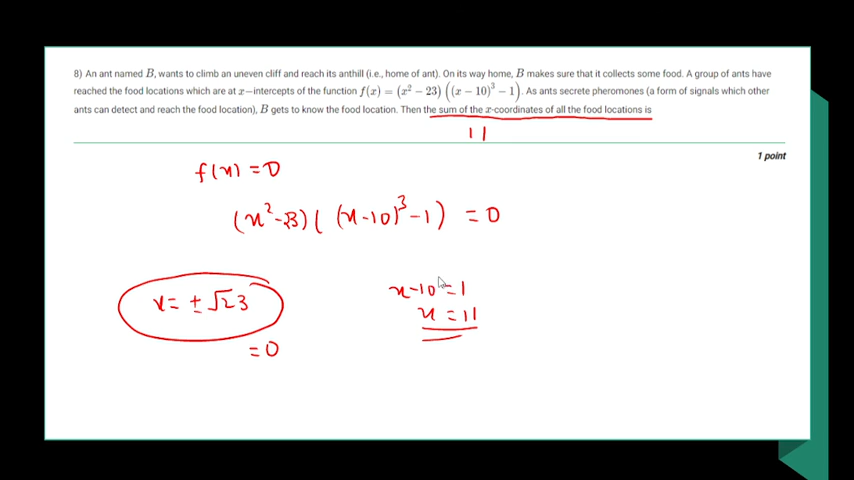 8) An ant named B, wants to climb an uneven cliff and reach its anthill (i.e., home of ant). On its way home, B makes sure that it collects some food. A group of ants have
reached the food locations which are at x−intercepts of the function f(x) = (x² − 23) ((x − 10)³ − 1). As ants secrete pheromones (a form of signals which other
ants can detect and reach the food location), B gets to know the food location. Then the sum of the x-coordinates of all the food locations is
11
1 point
f(x) = 0
(x² - 23) ( (x - 10)³ - 1) = 0
x - 10 = 1
x = ± √23
x = 11
= 0